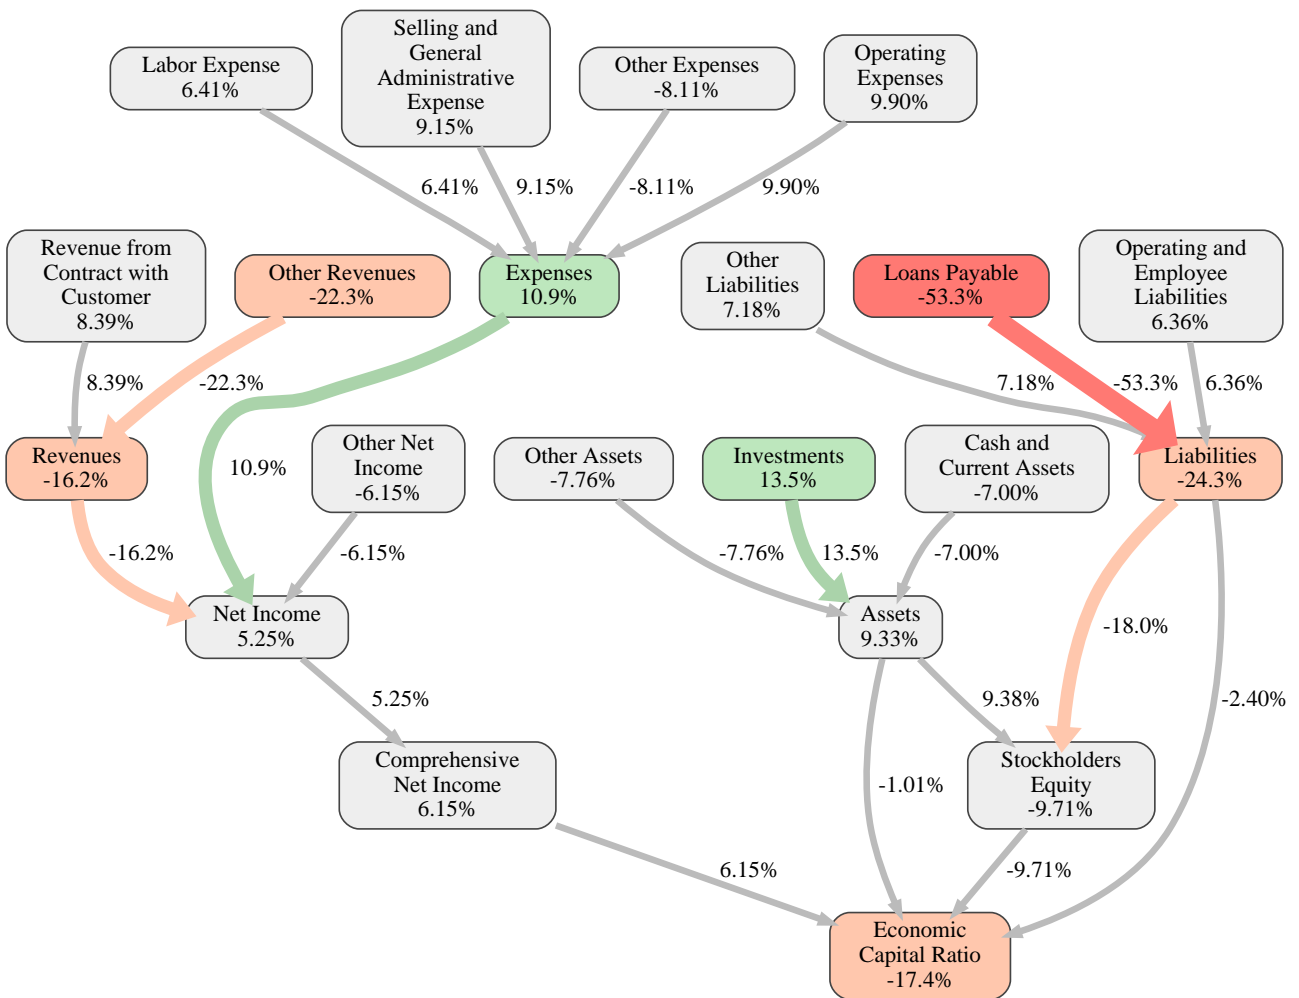 Labor Expense
6.41%
Selling and
General
Administrative
Expense
9.15%
Other Expenses
-8.11%
Operating
Expenses
9.90%
6.41%
9.15%
-8.11%
9.90%
Revenue from
Contract with
Customer
8.39%
Other Revenues
-22.3%
Expenses
10.9%
Other
Liabilities
7.18%
Loans Payable
-53.3%
Operating and
Employee
Liabilities
6.36%
8.39%
-22.3%
7.18%
-53.3%
6.36%
Revenues
-16.2%
10.9%
Other Net
Income
-6.15%
Other Assets
-7.76%
Investments
13.5%
Cash and
Current Assets
-7.00%
Liabilities
-24.3%
-16.2%
-6.15%
-7.76%
13.5%
-7.00%
Net Income
5.25%
Assets
9.33%
-18.0%
5.25%
9.38%
-2.40%
Comprehensive
Net Income
6.15%
-1.01%
Stockholders
Equity
-9.71%
6.15%
-9.71%
Economic
Capital Ratio
-17.4%